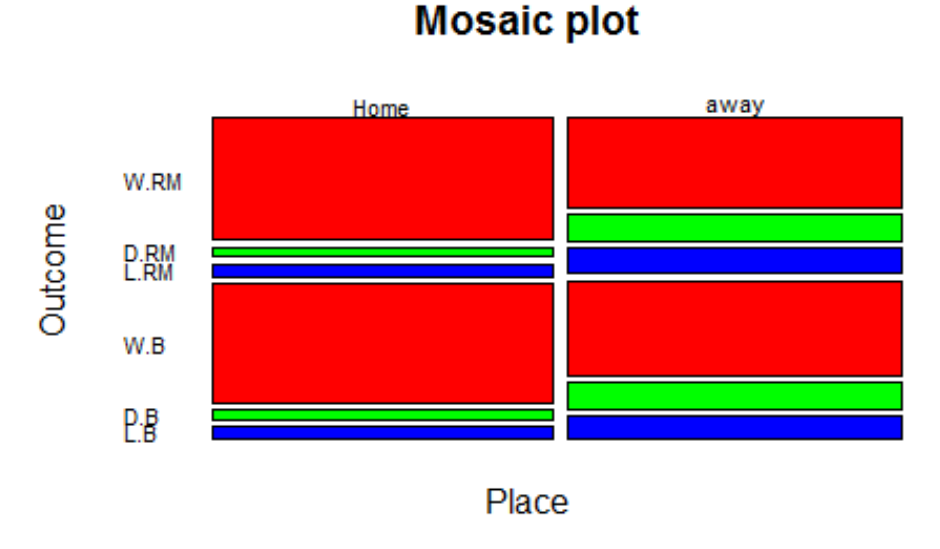 Mosaic plot
Home
away
W.RM
D.RM
L.RM
W.B
D.B
L.B
Outcome
Place